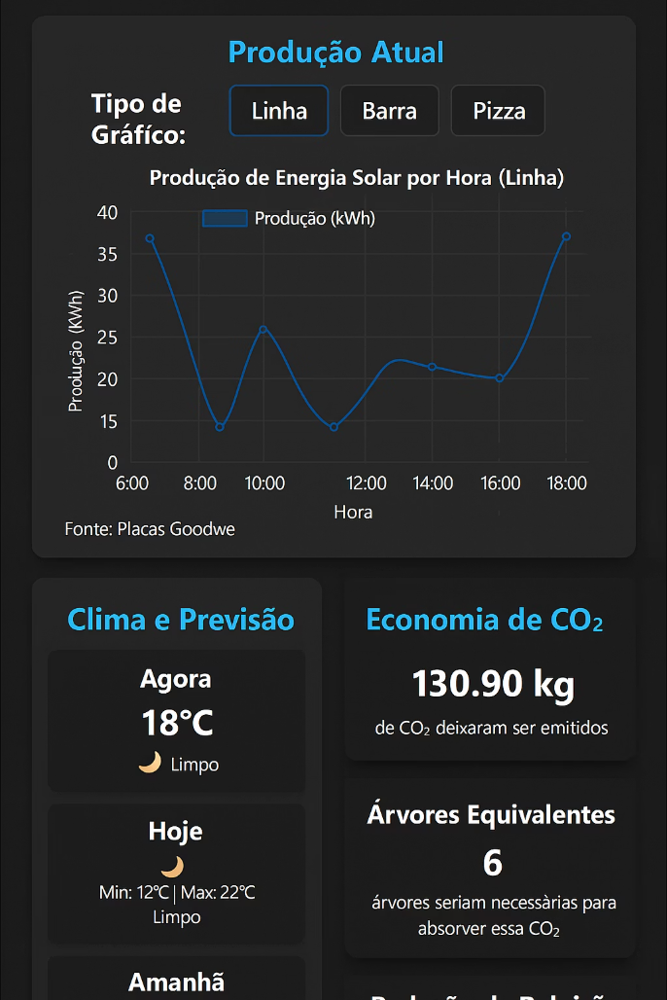 Produção Atual
Tipo de
Gráfíco:
Linha
Barra
Pizza
Produção de Energia Solar por Hora (Linha)
Produção (kWh)
40
35
30
25
20
15
0
Proolução (KWh)
6:00 8:00 10:00 12:00 14:00 16:00 18:00
Hora
Fonte: Placas Goodwe
Clima e Previsão
Agora
18°C
Limpo
Hoje
Min: 12°C | Max: 22°C
Limpo
Amanhã
Economia de CO₂
130.90 kg
de CO₂ deixaram ser emitidos
Árvores Equivalentes
6
árvores seriam necessàrias para
absorver essa CO₂